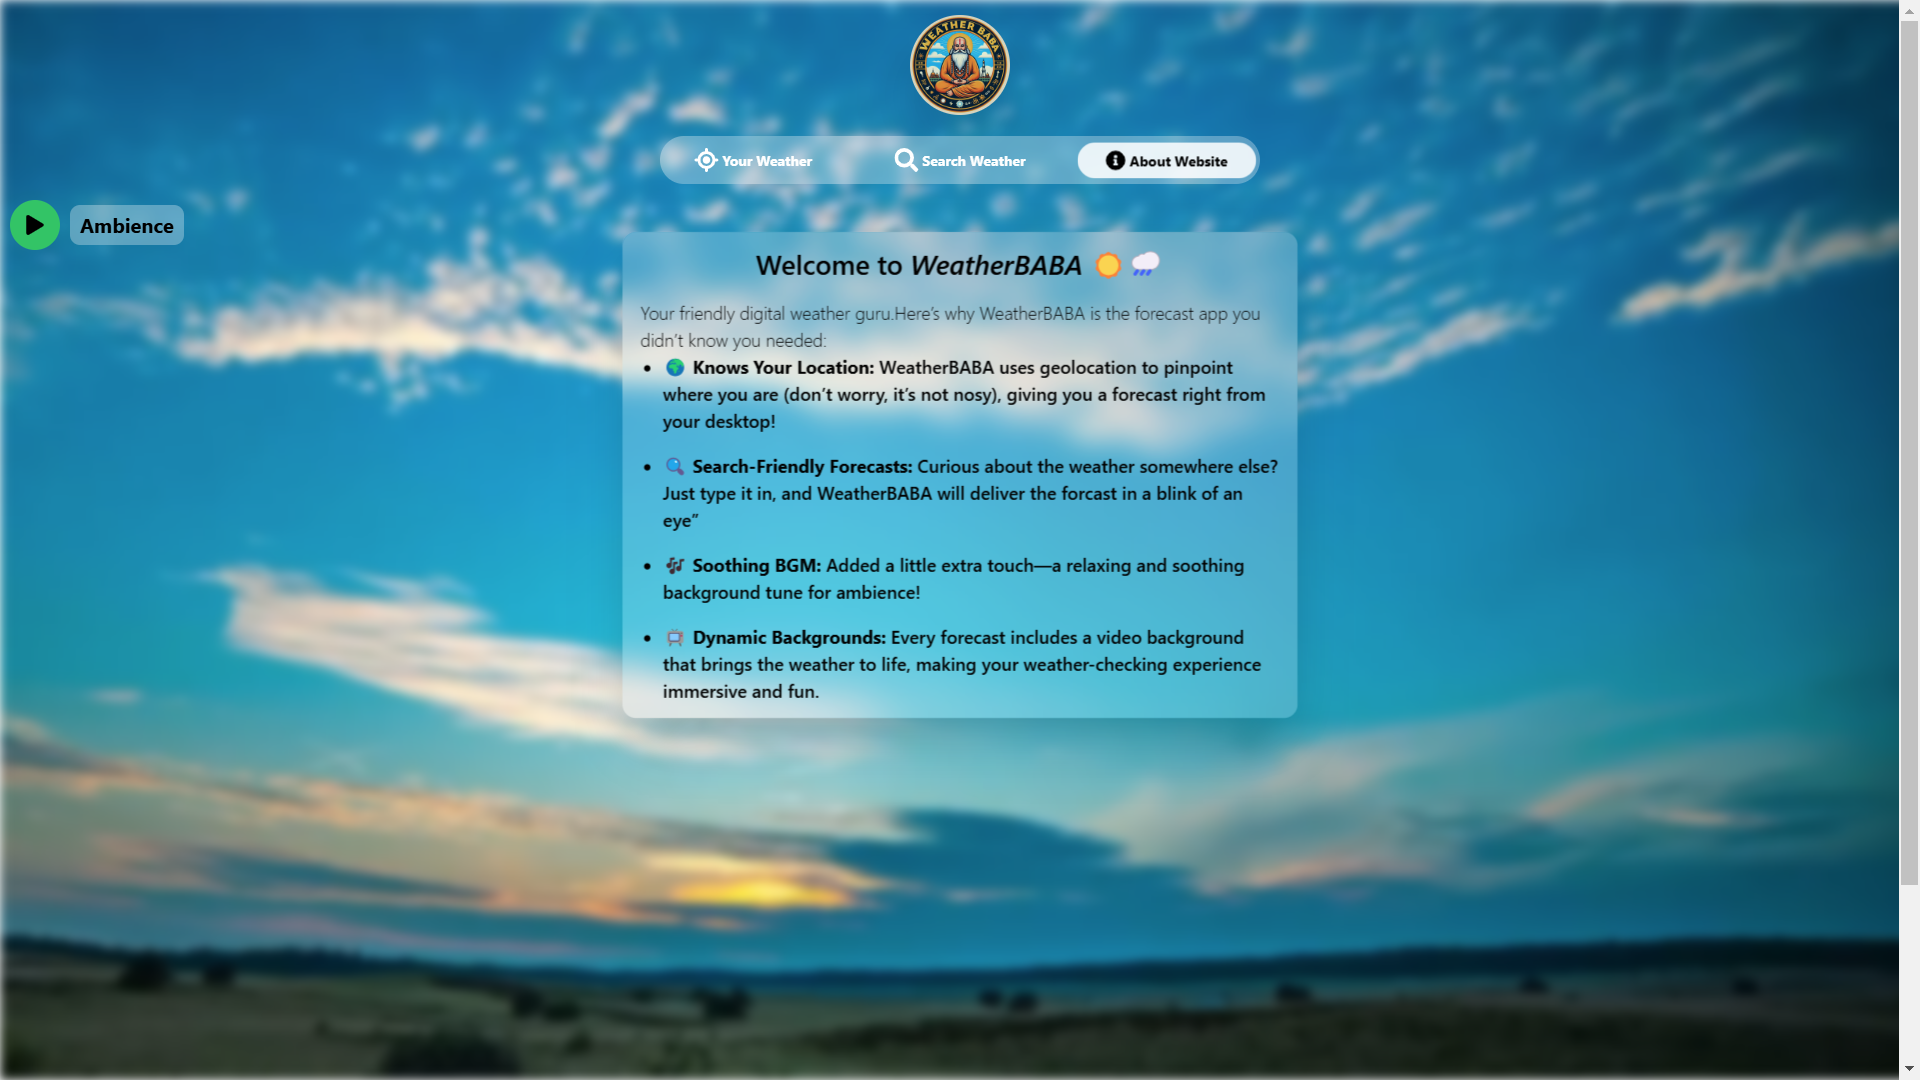 WEATHER BABA
Your Weather
Search Weather
About Website
Ambience
Welcome to WeatherBABA ☀️ 🌧️
Your friendly digital weather guru.Here’s why WeatherBABA is the forecast app you
didn’t know you needed:
• 🌍 Knows Your Location: WeatherBABA uses geolocation to pinpoint
where you are (don’t worry, it’s not nosy), giving you a forecast right from
your desktop!
• 🔍 Search-Friendly Forecasts: Curious about the weather somewhere else?
Just type it in, and WeatherBABA will deliver the forcast in a blink of an
eye”
• 🎶 Soothing BGM: Added a little extra touch—a relaxing and soothing
background tune for ambience!
• 📺 Dynamic Backgrounds: Every forecast includes a video background
that brings the weather to life, making your weather-checking experience
immersive and fun.